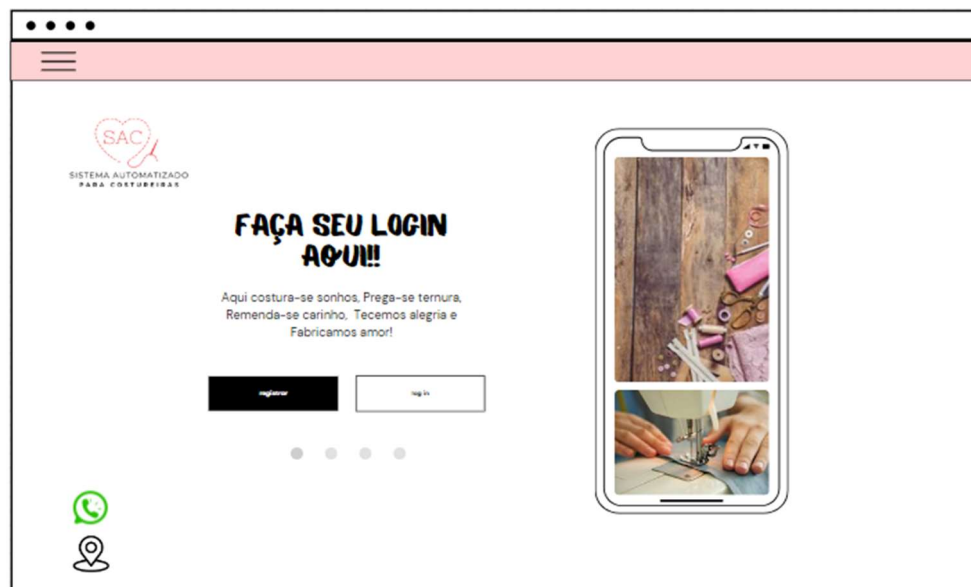 SAC
SISTEMA AUTOMATIZADO
PARA COSTUREIRAS
FAÇA SEU LOGIN
AQUI!!
Aqui costura-se sonhos, Prega-se ternura,
Remenda-se carinho, Tecemos alegria e
Fabricamos amor!
registrar
log in